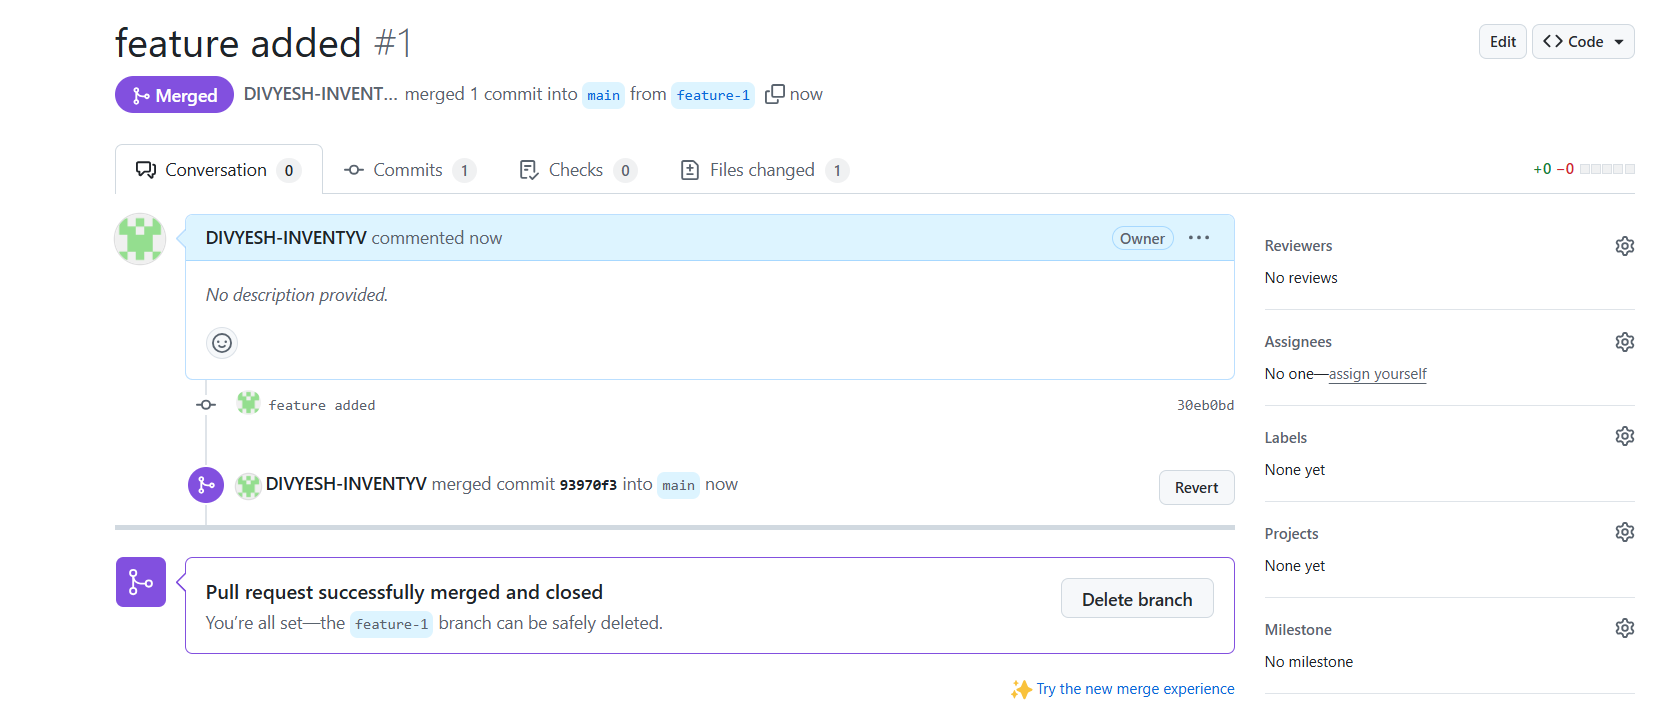 feature added #1
Edit
Code
Merged
DIVYESH-INVENT... merged 1 commit into main from feature-1 now
Conversation 0
Commits 1
Checks 0
Files changed 1
+0 −0
DIVYESH-INVENTYV commented now
Owner
No description provided.
feature added
30eb0bd
DIVYESH-INVENTYV merged commit 93970f3 into main now
Revert
Pull request successfully merged and closed
You’re all set—the feature-1 branch can be safely deleted.
Delete branch
Try the new merge experience
Reviewers
No reviews
Assignees
No one—assign yourself
Labels
None yet
Projects
None yet
Milestone
No milestone